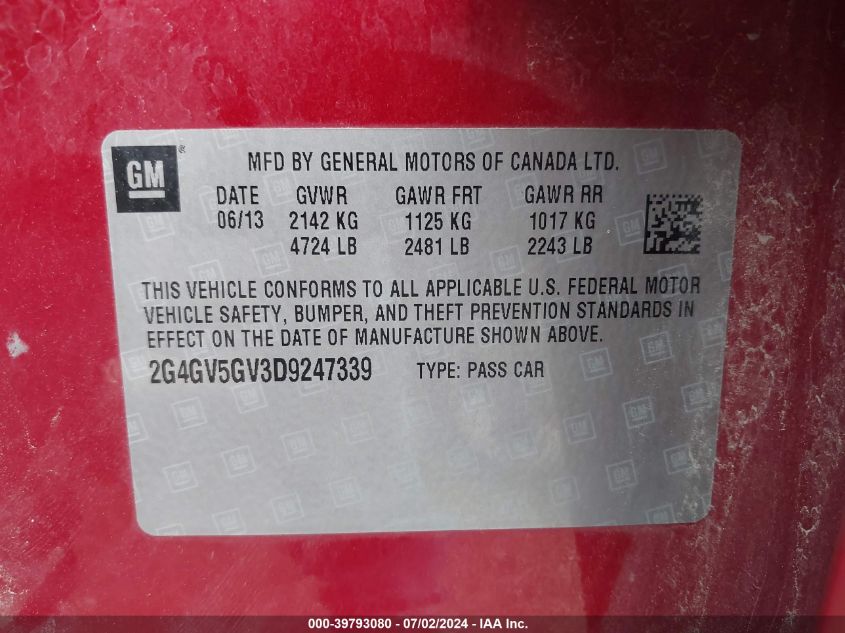 GM
MFD BY GENERAL MOTORS OF CANADA LTD.
DATE GVWR GAWR FRT GAWR RR
06/13 2142 KG 1125 KG 1017 KG
4724 LB 2481 LB 2243 LB
THIS VEHICLE CONFORMS TO ALL APPLICABLE U.S. FEDERAL MOTOR
VEHICLE SAFETY, BUMPER, AND THEFT PREVENTION STANDARDS IN
EFFECT ON THE DATE OF MANUFACTURE SHOWN ABOVE.
2G4GV5GV3D9247339 TYPE: PASS CAR
000-39793080 - 07/02/2024 - IAA Inc.